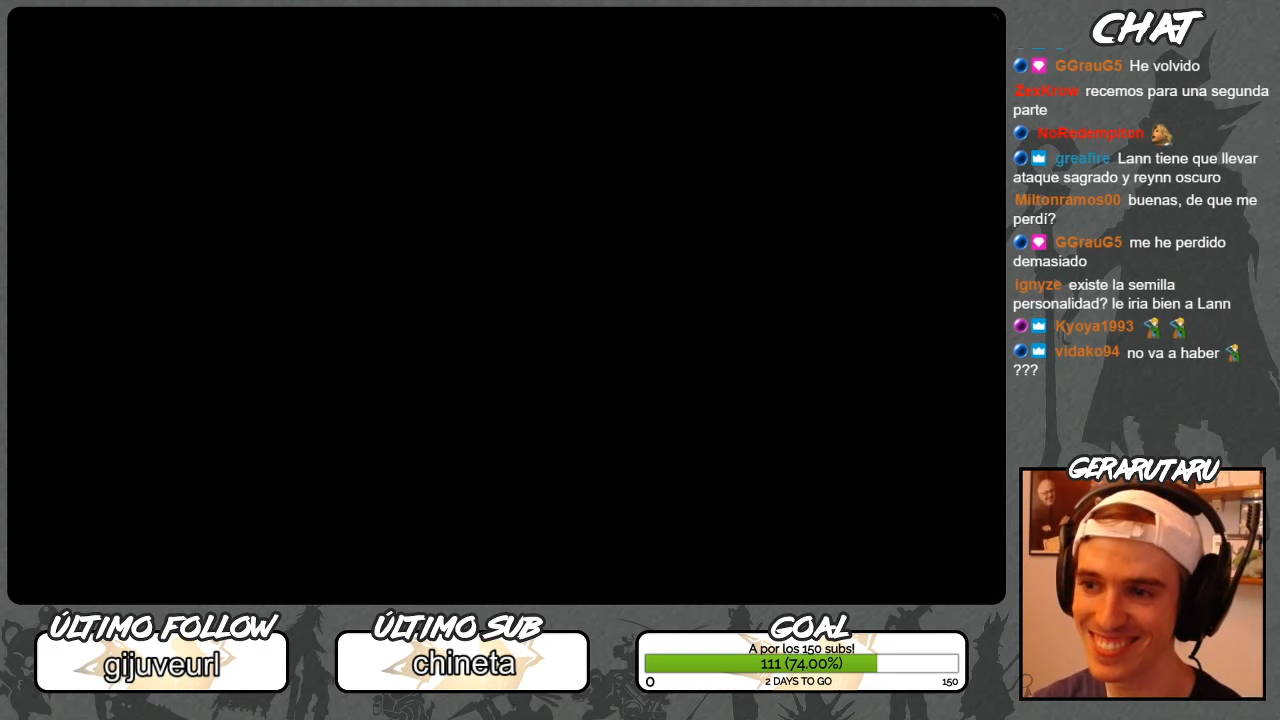 CHAT
GGrauG5 He volvido
ZexKrow recemos para una segunda
parte
NoRedemption
greafire Lann tiene que llevar
ataque sagrado y reynn oscuro
Miltonramos00 buenas, de que me
perdí?
GGrauG5 me he perdido
demasiado
ignyze existe la semilla
personalidad? le iria bien a Lann
Kyoya1993
vidako94 no va a haber
???
GERARUTARU
ÚLTIMO FOLLOW
gijuveurl
ÚLTIMO SUB
chineta
GOAL
A por los 150 subs!
111 (74.00%)
0 2 DAYS TO GO 150